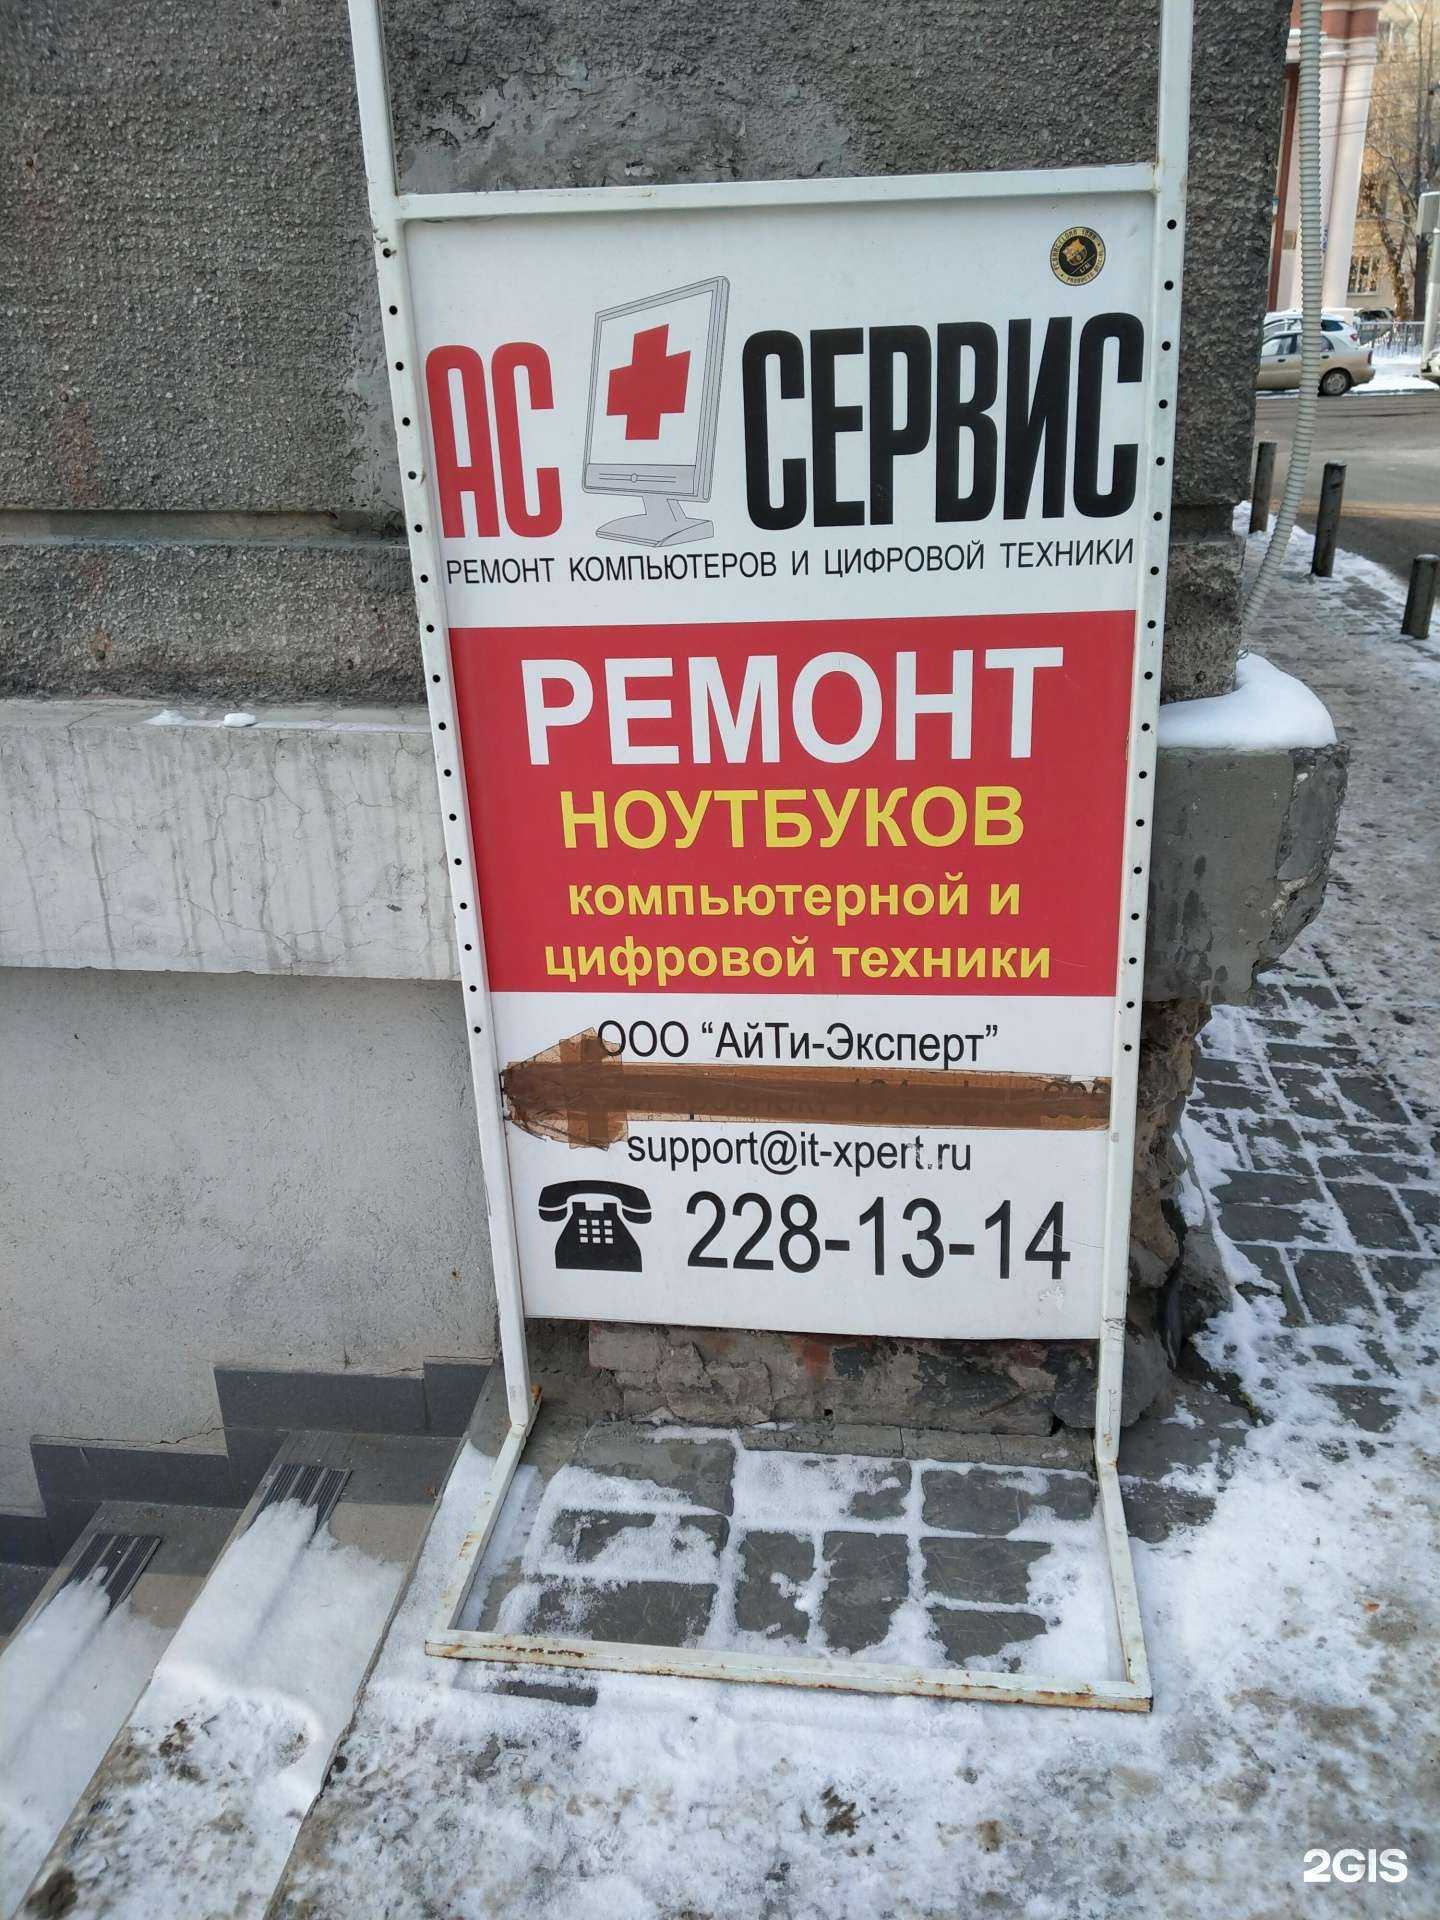 АС СЕРВИС
РЕМОНТ КОМПЬЮТЕРОВ И ЦИФРОВОЙ ТЕХНИКИ
РЕМОНТ
НОУТБУКОВ
компьютерной и
цифровой техники
ООО “АйТи-Эксперт”
support@it-xpert.ru
228-13-14
2GIS